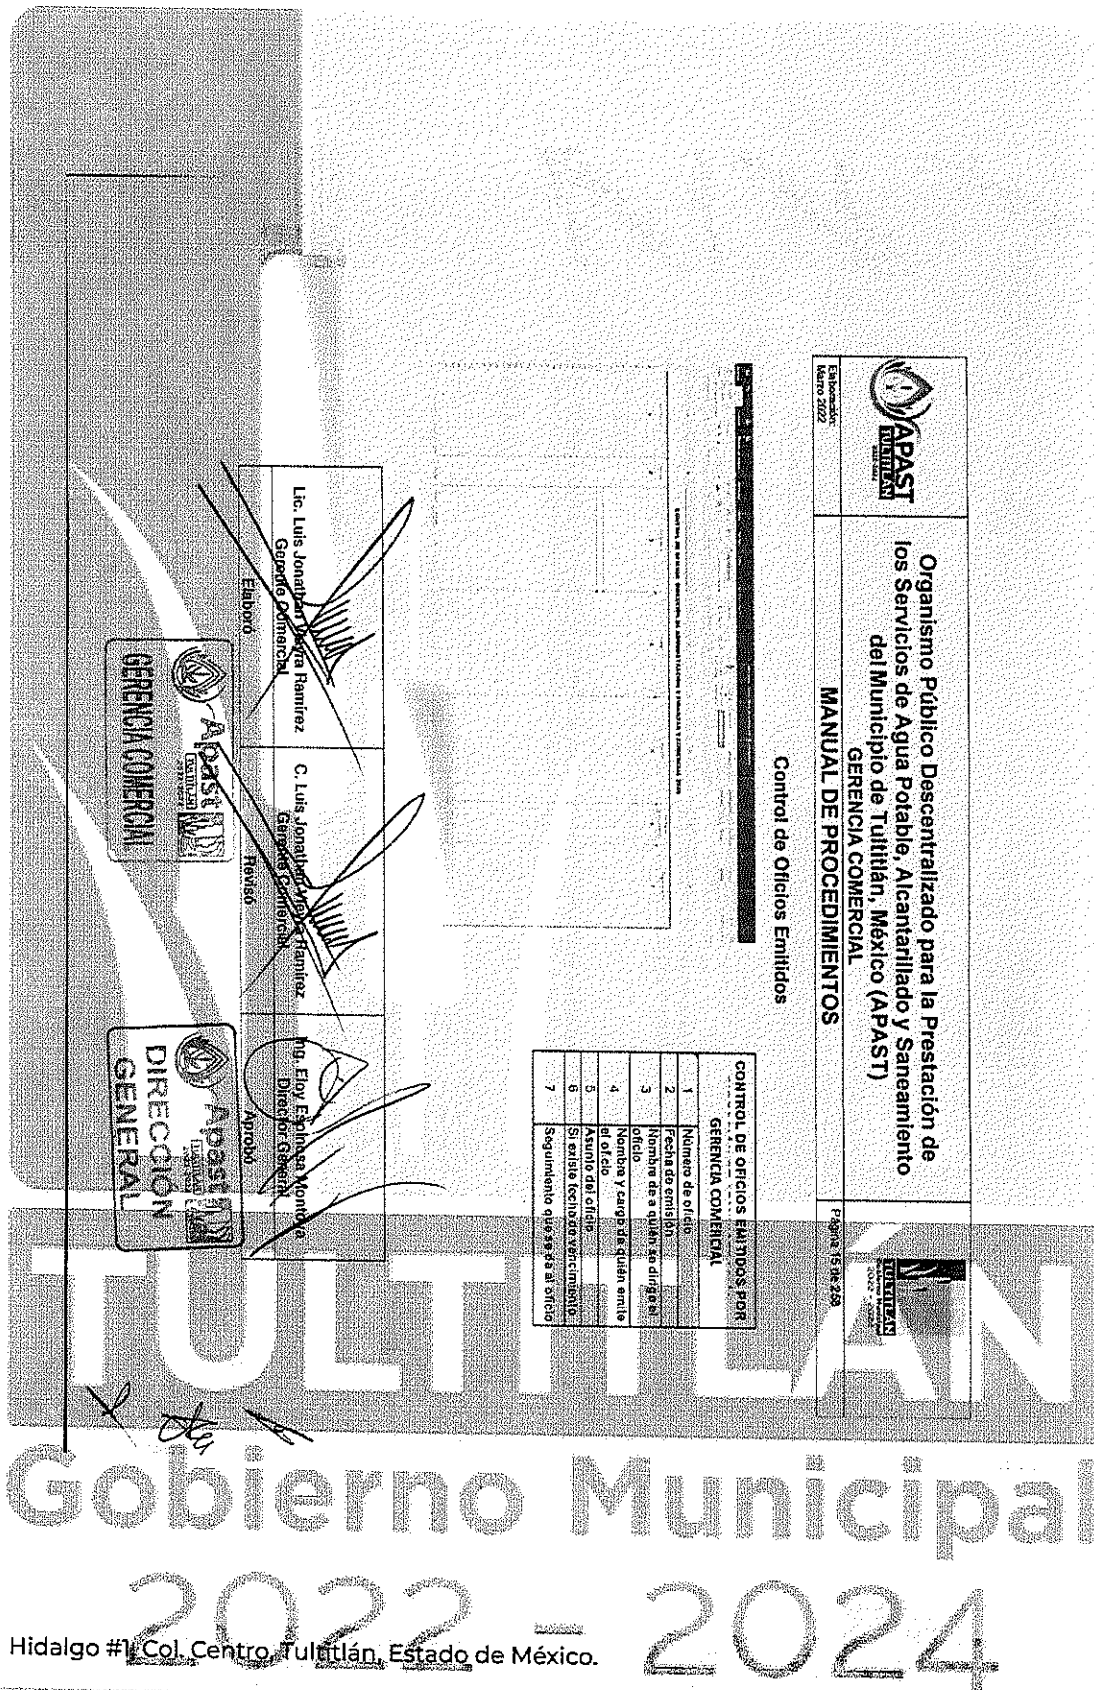 APAST
TULTITLÁN
Elaboración:
Marzo 2022
Organismo Público Descentralizado para la Prestación de
los Servicios de Agua Potable, Alcantarillado y Saneamiento
del Municipio de Tultitlán, México (APAST)
GERENCIA COMERCIAL
MANUAL DE PROCEDIMIENTOS
TULTITLÁN
Página 15 de 258
Control de Oficios Emitidos
CONTROL DE OFICIOS EMITIDOS POR
GERENCIA COMERCIAL
1 Número de oficio
2 Fecha de emisión
3 Nombre de a quién se dirige el
oficio
4 Nombre y cargo de quién emite
el oficio
5 Asunto del oficio
6 Si existe fecha de vencimiento
7 Seguimiento que se da al oficio
Lic. Luis Jonathan Vieyra Ramírez
Gerente Comercial
Elaboró
C. Luis Jonathan Vieyra Ramírez
Gerente Comercial
Revisó
Ing. Eloy Espinosa Montoya
Director General
Aprobó
Apast
GERENCIA COMERCIAL
Apast
DIRECCIÓN
GENERAL
TULTITLÁN
Gobierno Municipal
2022 - 2024
Hidalgo #1, Col. Centro, Tultitlán, Estado de México.